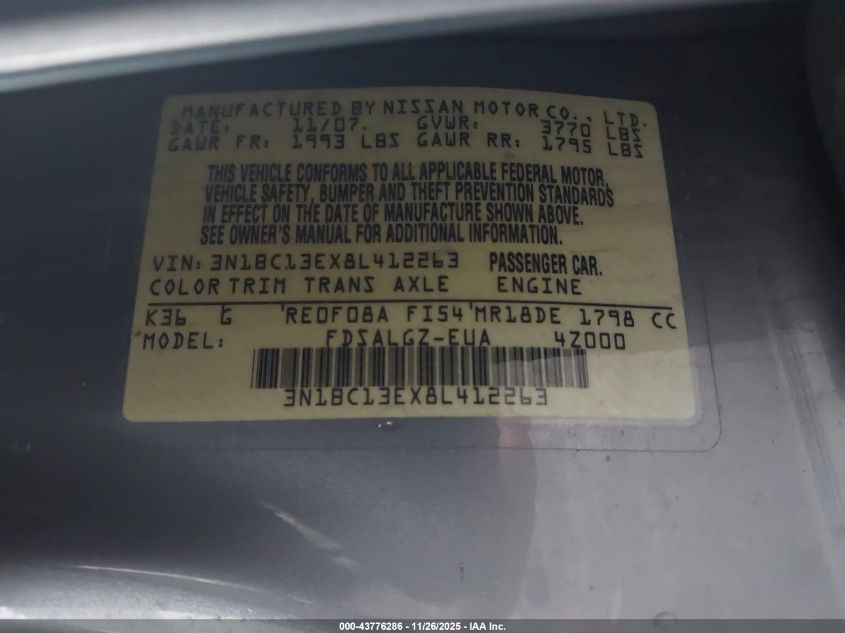 MANUFACTURED BY NISSAN MOTOR CO., LTD.
DATE: 11/07. GVWR: 3770 LBS
GAWR FR: 1993 LBS GAWR RR: 1795 LBS
THIS VEHICLE CONFORMS TO ALL APPLICABLE FEDERAL MOTOR
VEHICLE SAFETY, BUMPER AND THEFT PREVENTION STANDARDS
IN EFFECT ON THE DATE OF MANUFACTURE SHOWN ABOVE.
SEE OWNER'S MANUAL FOR ADDITIONAL INFORMATION.
VIN: 3N1BC13EX8L412263 PASSENGER CAR.
COLOR TRIM TRANS AXLE ENGINE
K36 G 'RE0F08A FI54'MR18DE 1798 CC
MODEL: FDSALGZ-EUA 4Z000
3N1BC13EX8L412263
000-43776286 - 11/26/2025 - IAA Inc.